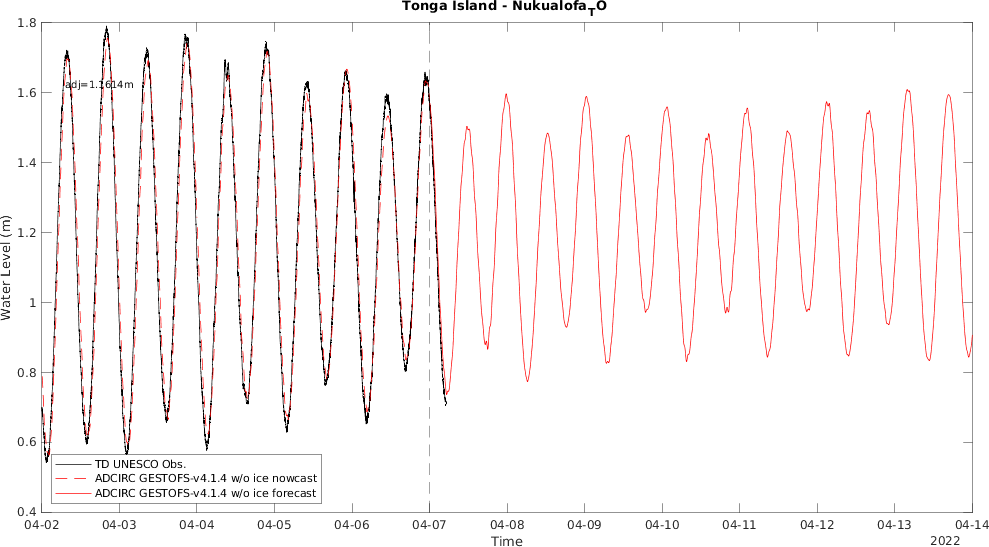 Tonga Island - NukualofaTO
1.8
1.6
1.4
1.2
1
0.8
0.6
0.4
Water Level (m)
adj=1.1614m
TD UNESCO Obs.
ADCIRC GESTOFS-v4.1.4 w/o ice nowcast
ADCIRC GESTOFS-v4.1.4 w/o ice forecast
04-02 04-03 04-04 04-05 04-06 04-07 04-08 04-09 04-10 04-11 04-12 04-13 04-14
Time
2022